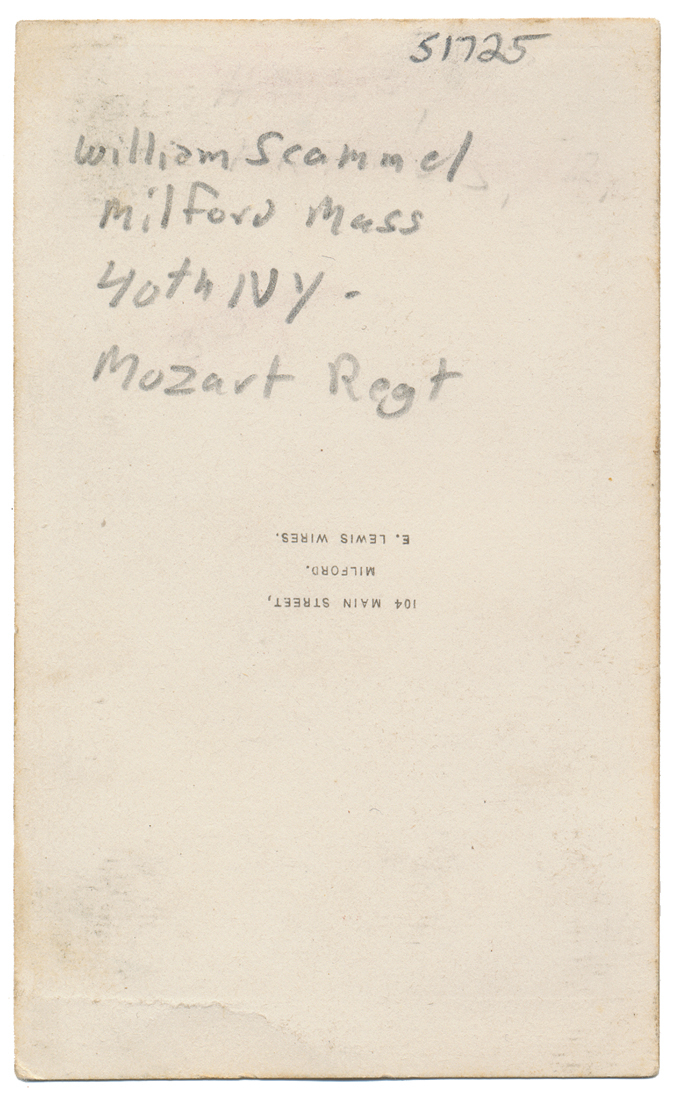 51725
William Scammel
Milford Mass
40th NY -
Mozart Regt
104 MAIN STREET,
MILFORD.
E. LEWIS WIRES.